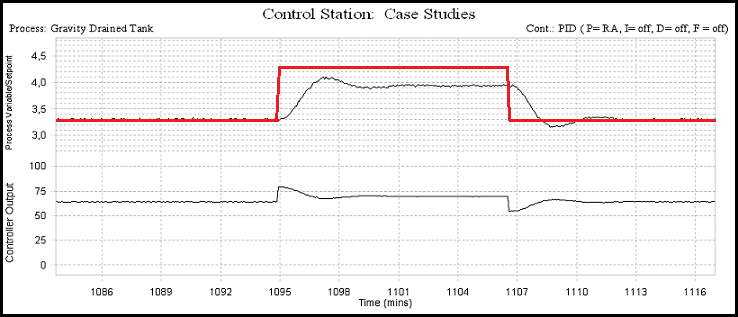 Control Station: Case Studies
Process: Gravity Drained Tank
Cont.: PID ( P= RA, I= off, D= off, F = off)
Process Variable/Setpoint
4,5
4,0
3,5
3,0
Controller Output
100
75
50
25
0
1086 1089 1092 1095 1098 1101 1104 1107 1110 1113 1116
Time (mins)